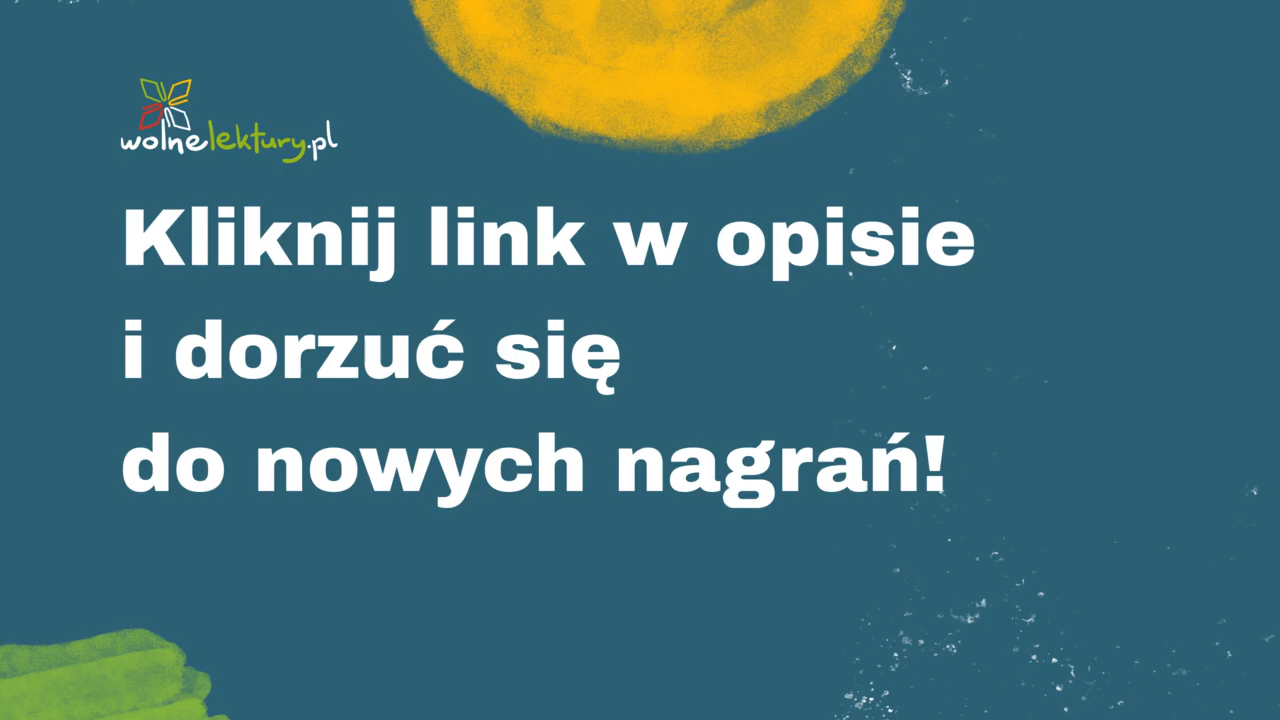 wolnelektury.pl
Kliknij link w opisie
i dorzuć się
do nowych nagrań!